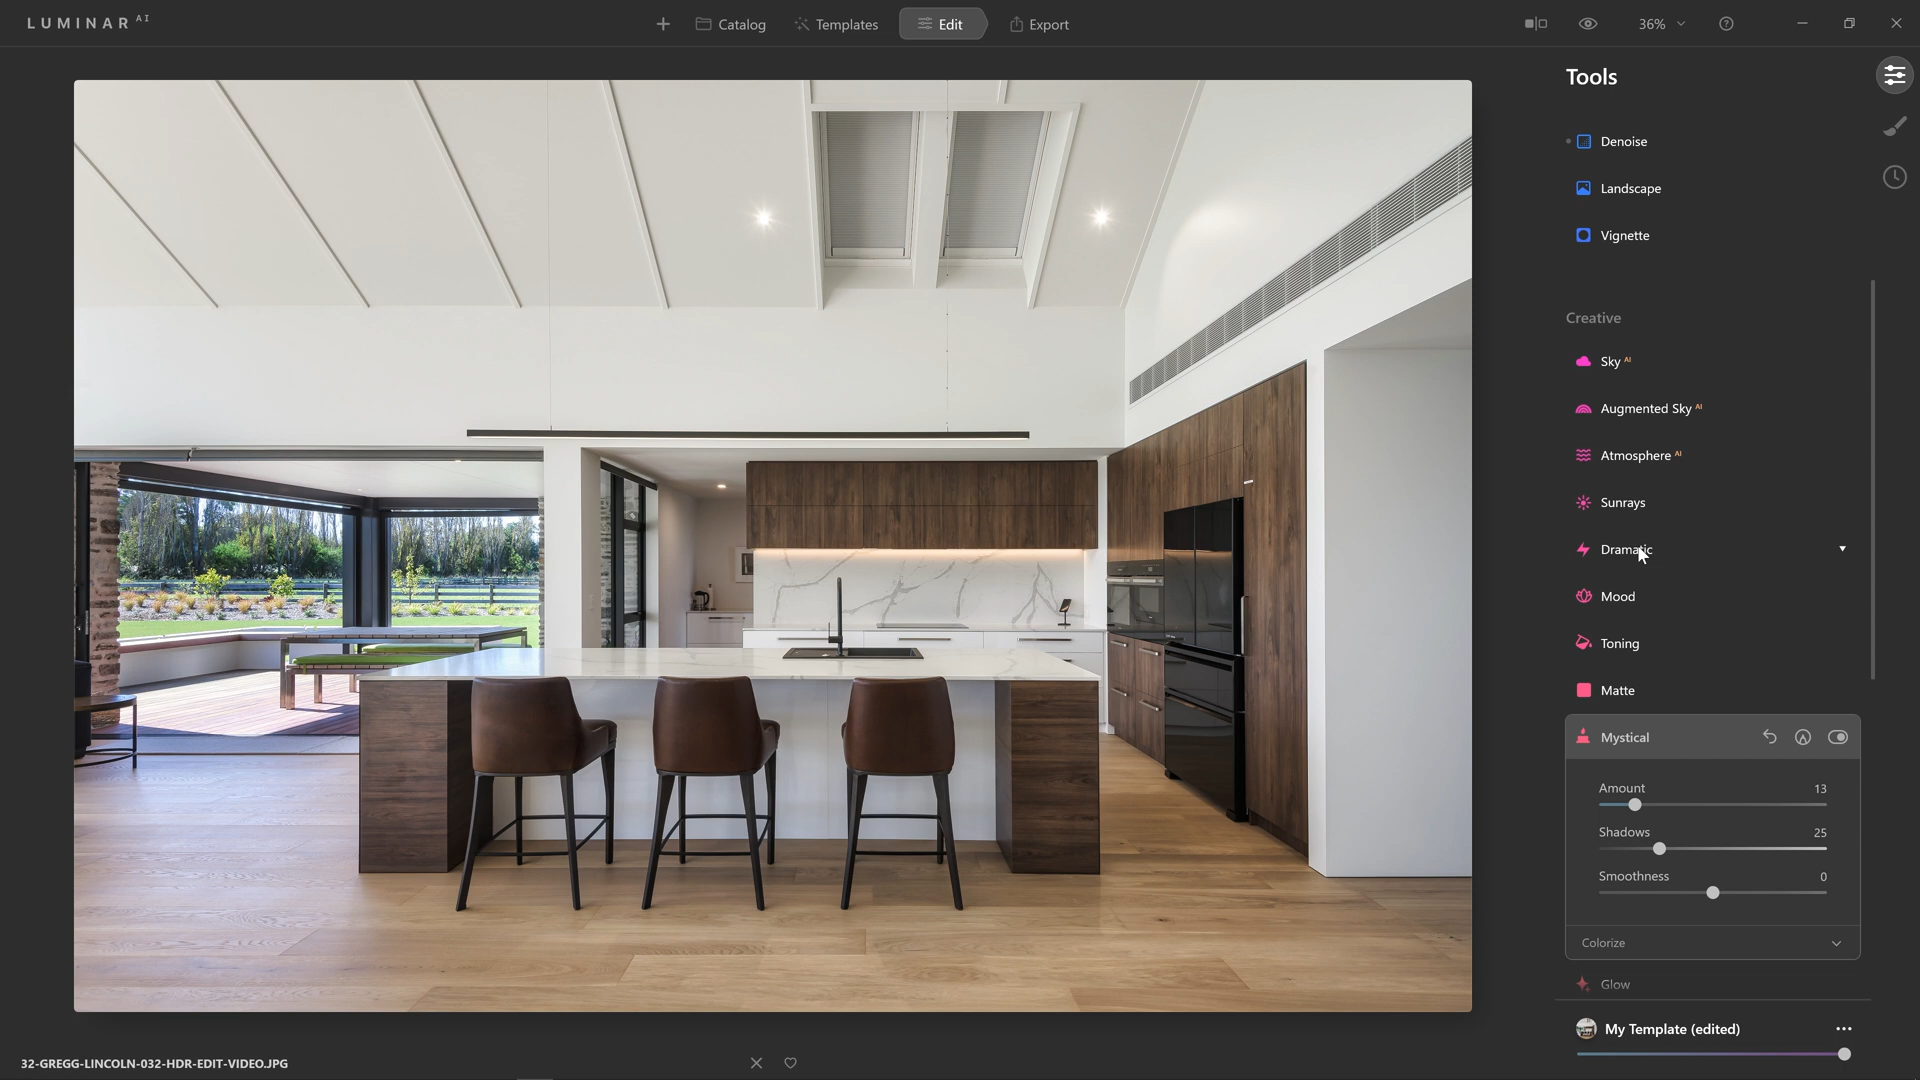 LUMINAR AI
Catalog
Templates
Edit
Export
36%
Tools
Denoise
Landscape
Vignette
Creative
Sky AI
Augmented Sky AI
Atmosphere AI
Sunrays
Dramatic
Mood
Toning
Matte
Mystical
Amount 13
Shadows 25
Smoothness 0
Colorize
Glow
My Template (edited)
32-GREGG-LINCOLN-032-HDR-EDIT-VIDEO.JPG